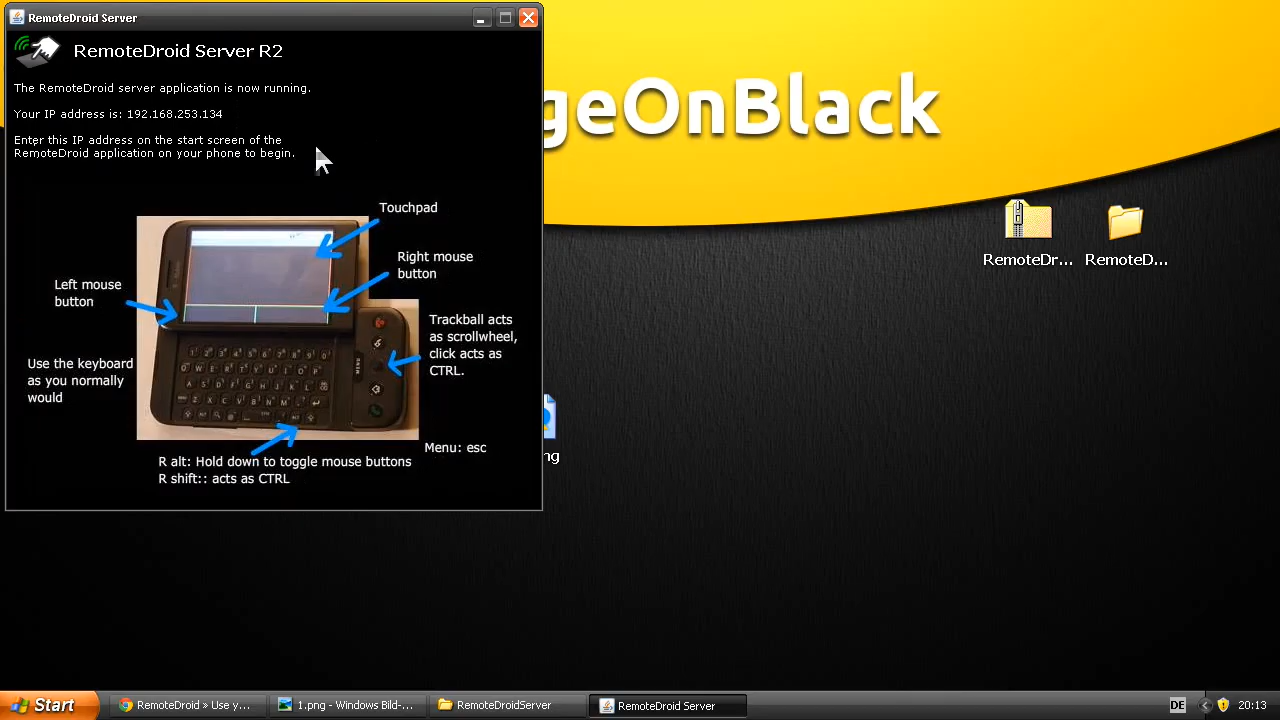 RemoteDroid Server
RemoteDroid Server R2
geOnBlack
The RemoteDroid server application is now running.
Your IP address is: 192.168.253.134
Enter this IP address on the start screen of the
RemoteDroid application on your phone to begin.
Touchpad
Right mouse
button
Left mouse
button
Trackball acts
as scrollwheel,
click acts as
CTRL.
Use the keyboard
as you normally
would
Menu: esc
R alt: Hold down to toggle mouse buttons
R shift:: acts as CTRL
RemoteDr...
RemoteD...
ng
Start
RemoteDroid » Use y...
1.png - Windows Bild-...
RemoteDroidServer
RemoteDroid Server
DE
20:13